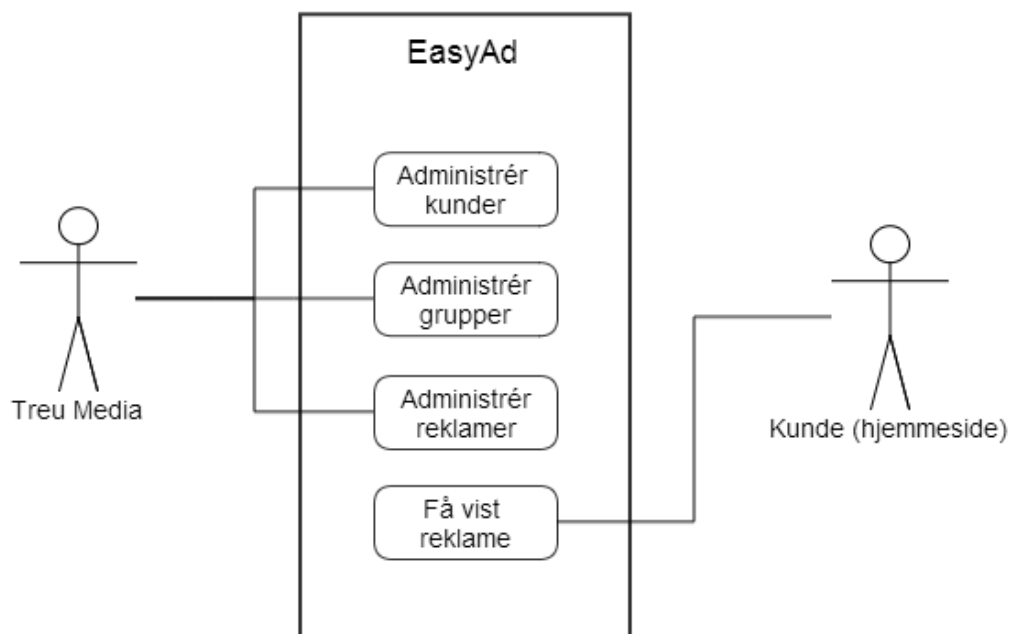 EasyAd
Administrér
kunder
Administrér
grupper
Administrér
reklamer
Få vist
reklame
Treu Media
Kunde (hjemmeside)